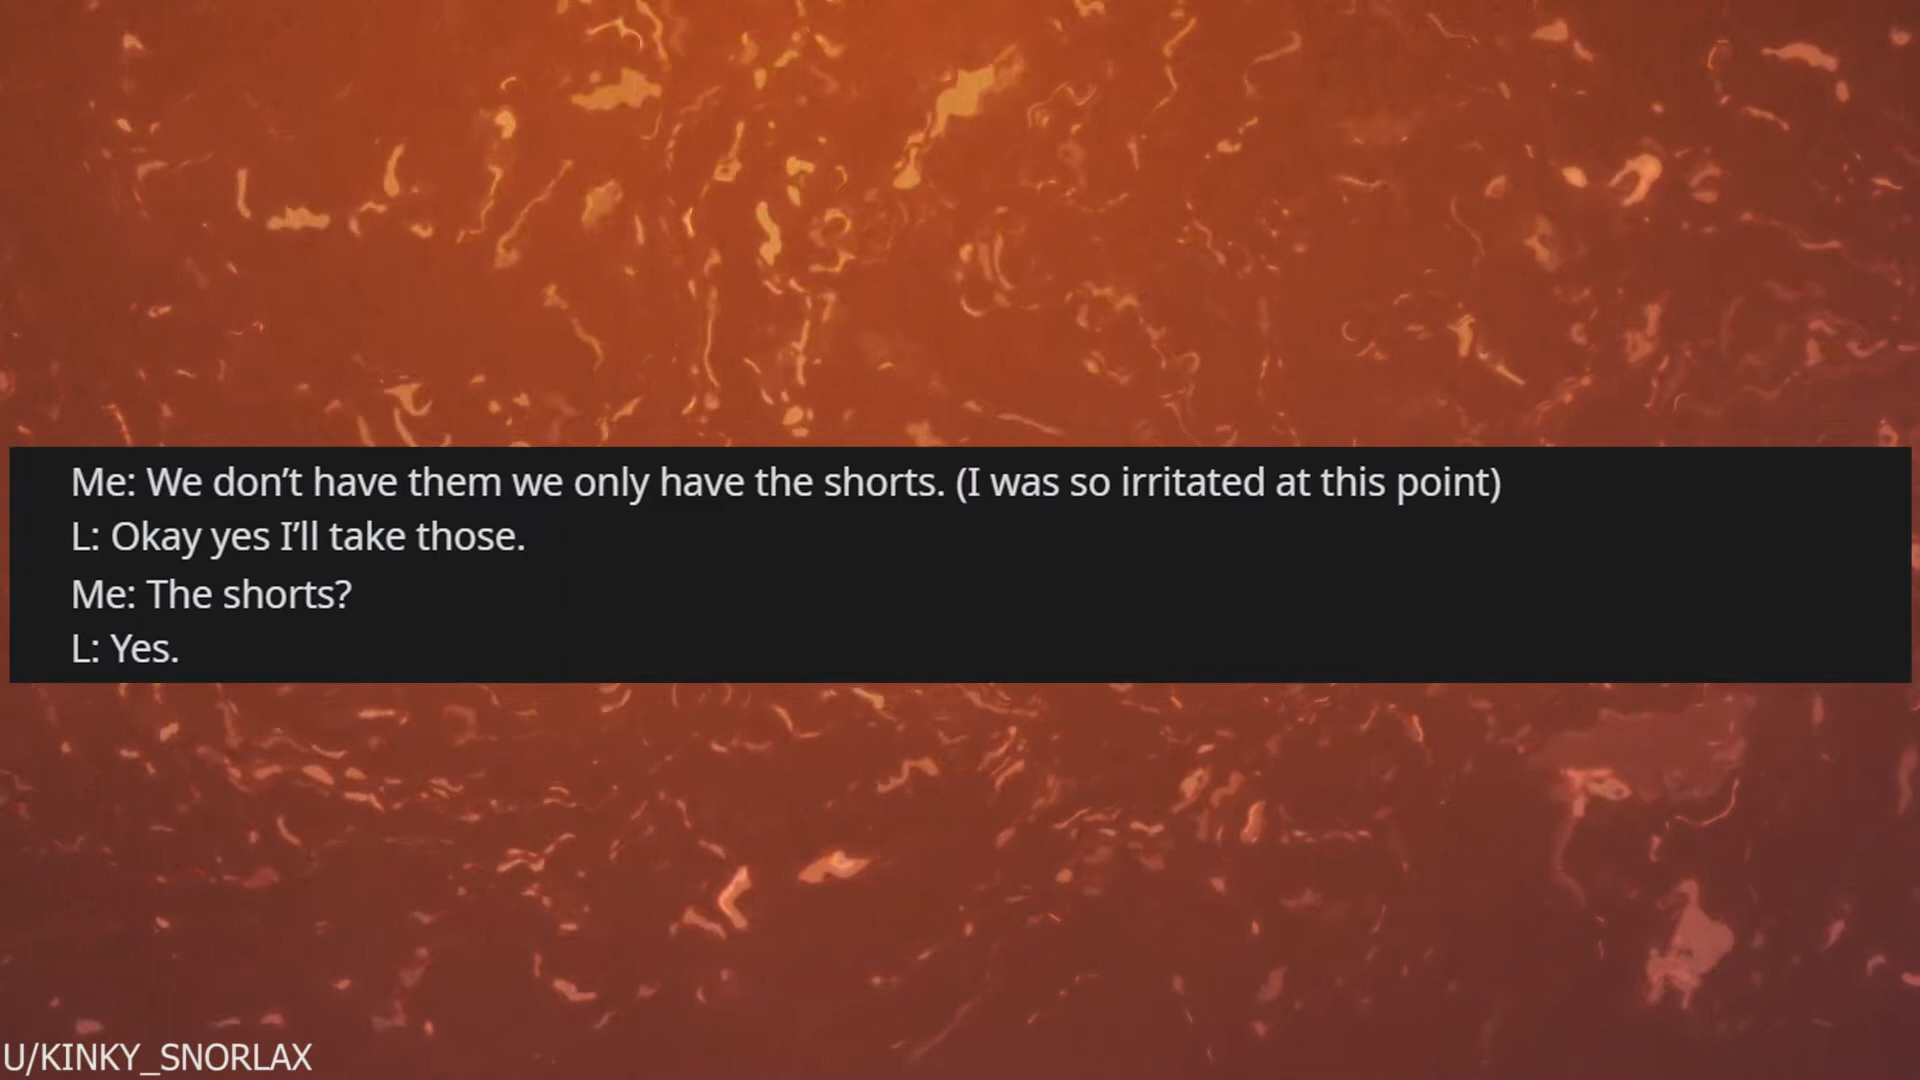 Me: We don’t have them we only have the shorts. (I was so irritated at this point)
L: Okay yes I’ll take those.
Me: The shorts?
L: Yes.
U/KINKY_SNORLAX